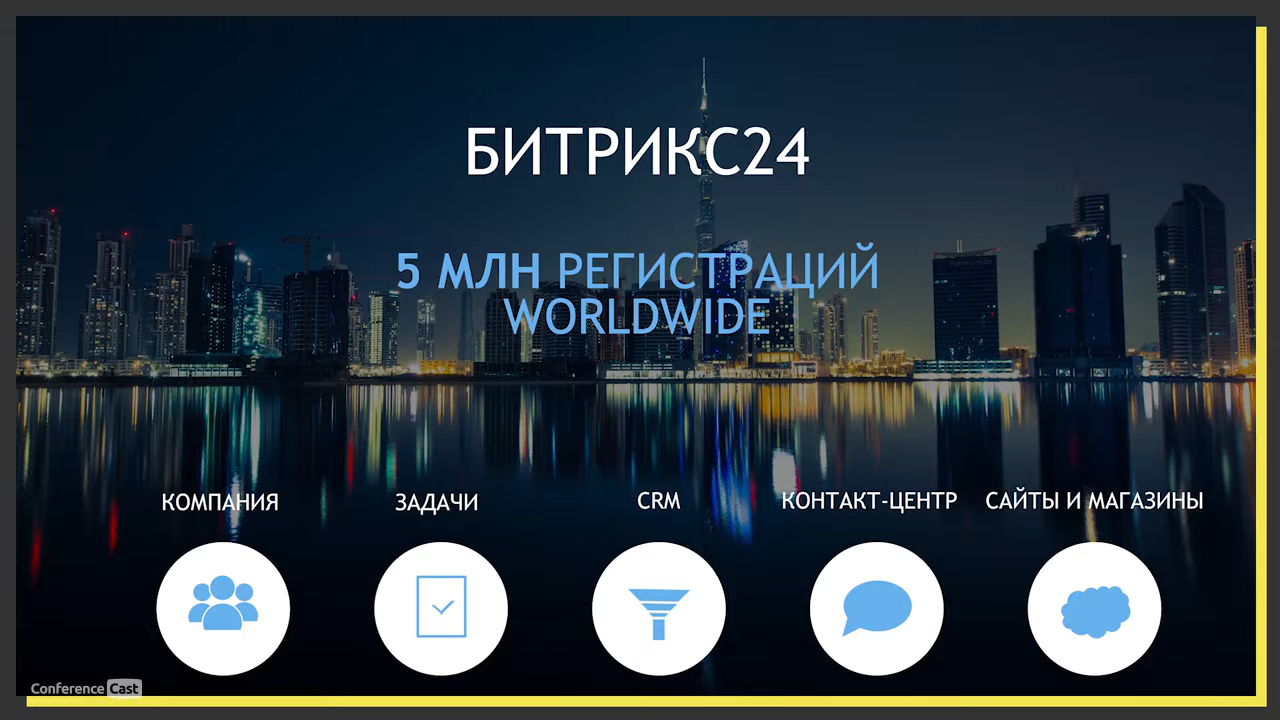 БИТРИКС24
5 МЛН РЕГИСТРАЦИЙ
WORLDWIDE
КОМПАНИЯ
ЗАДАЧИ
CRM
КОНТАКТ-ЦЕНТР
САЙТЫ И МАГАЗИНЫ
Conference Cast